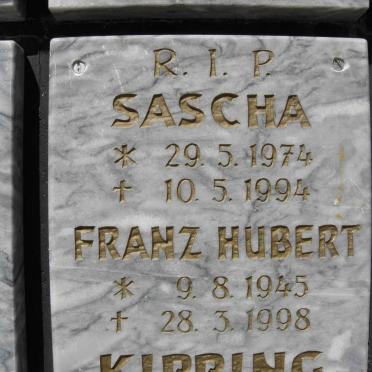 R. I. P.
SASCHA
* 29. 5. 1974
† 10. 5. 1994
FRANZ HUBERT
* 9. 8. 1945
† 28. 3. 1998